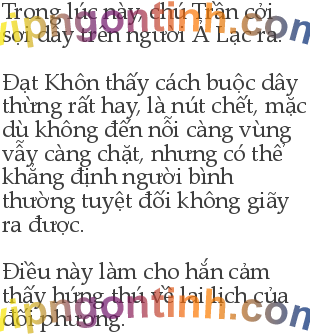 Trong lúc này, chú Trần cởi
sợi dây trên người Ả Lạc ra.
Đạt Khôn thấy cách buộc dây
thừng rất hay, là nút chết, mặc
dù không đến nỗi càng vùng
vẫy càng chặt, nhưng có thể
khẳng định người bình
thường tuyệt đối không giãy
ra được.
Điều này làm cho hắn cảm
thấy hứng thú về lai lịch của
đối phương.